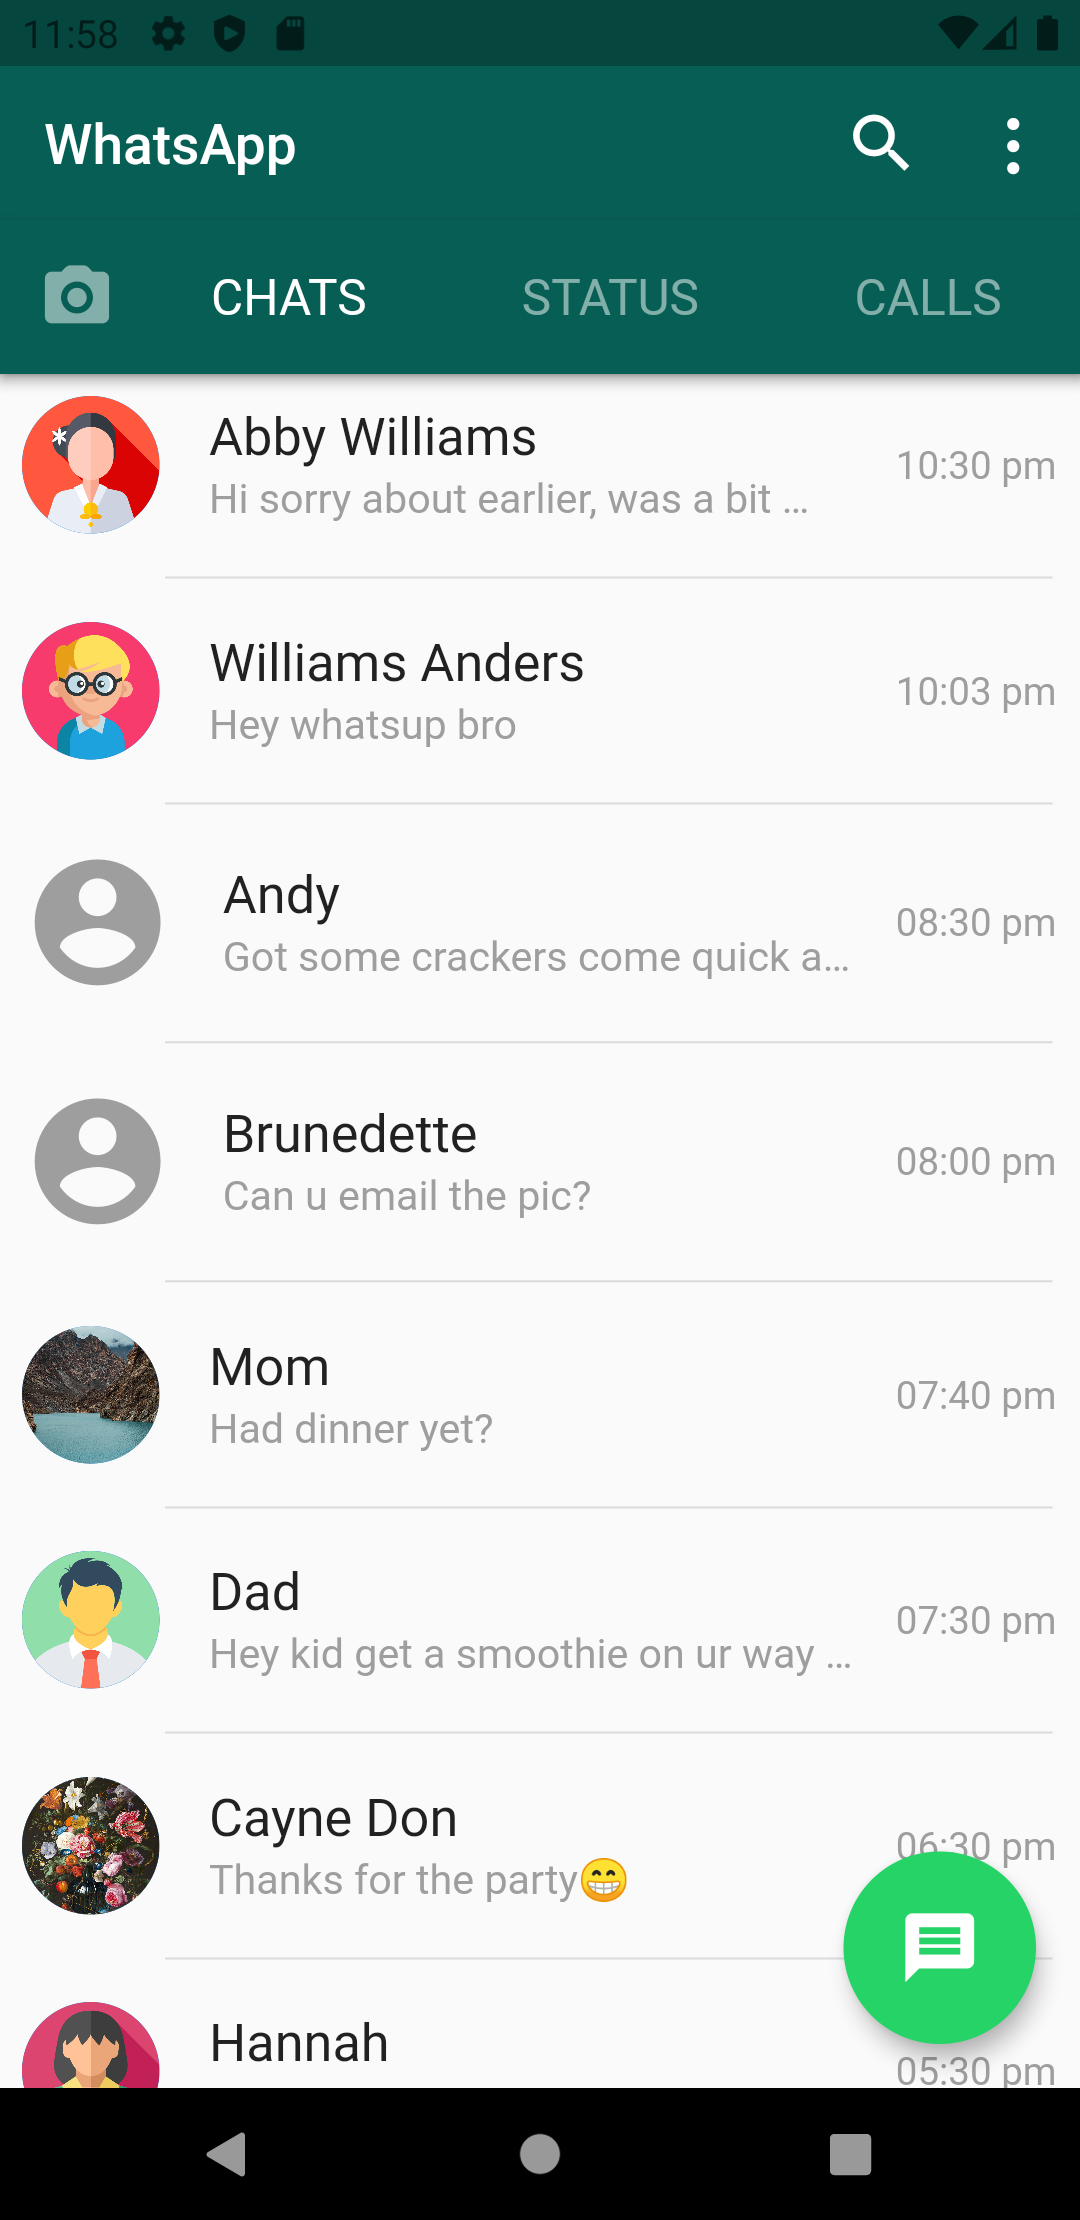 11:58
WhatsApp
CHATS STATUS CALLS
Abby Williams
Hi sorry about earlier, was a bit ...
10:30 pm
Williams Anders
Hey whatsup bro
10:03 pm
Andy
Got some crackers come quick a...
08:30 pm
Brunedette
Can u email the pic?
08:00 pm
Mom
Had dinner yet?
07:40 pm
Dad
Hey kid get a smoothie on ur way ...
07:30 pm
Cayne Don
Thanks for the party😁
06:30 pm
Hannah
05:30 pm